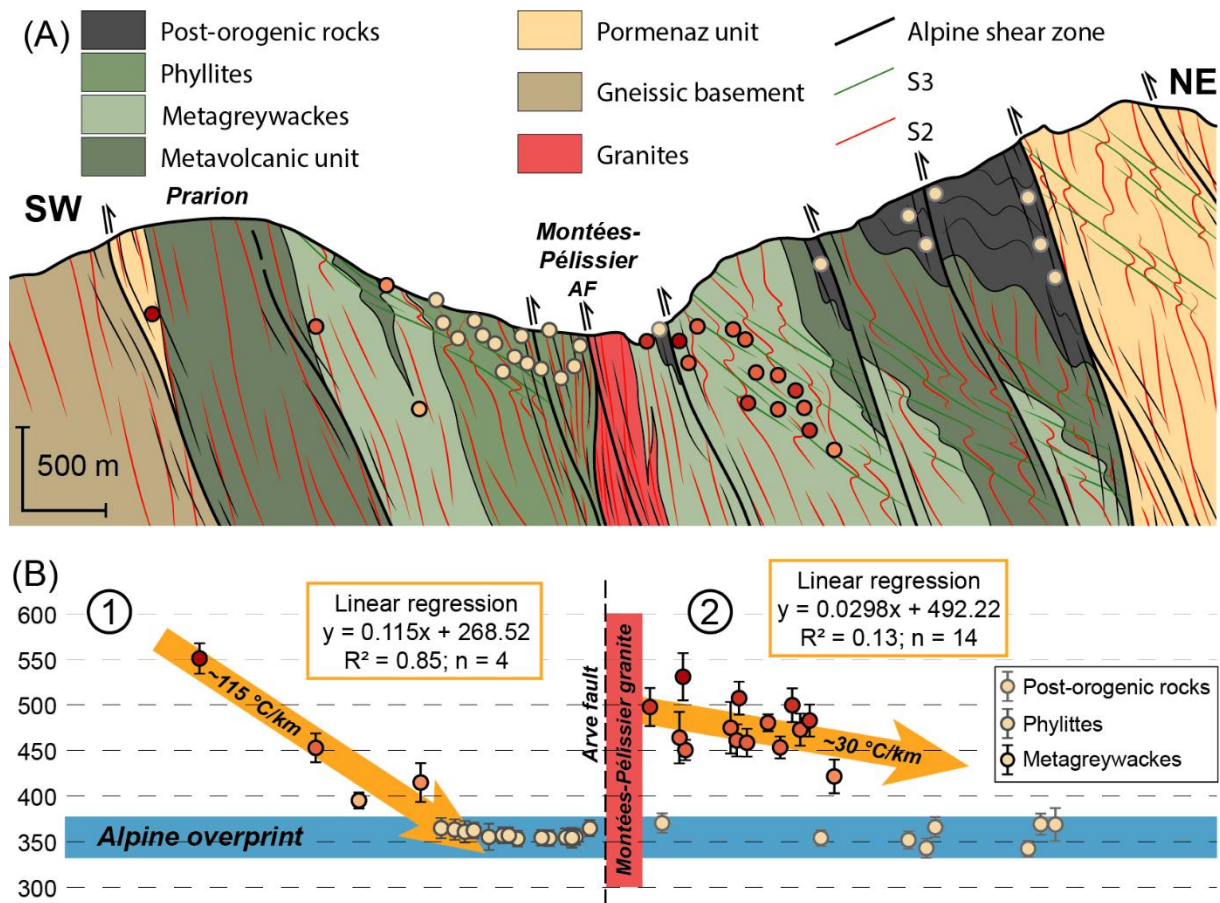 (A)
Post-orogenic rocks
Phyllites
Metagreywackes
Metavolcanic unit
Pormenaz unit
Gneissic basement
Granites
Alpine shear zone
S3
S2
NE
SW
Prarion
Montées-
Pélissier
AF
500 m
(B)
1
Linear regression
y = 0.115x + 268.52
R² = 0.85; n = 4
2
Linear regression
y = 0.0298x + 492.22
R² = 0.13; n = 14
600
550
500
450
400
350
300
~115 °C/km
Arve fault
Montées-Pélissier granite
~30 °C/km
Alpine overprint
Post-orogenic rocks
Phylittes
Metagreywackes